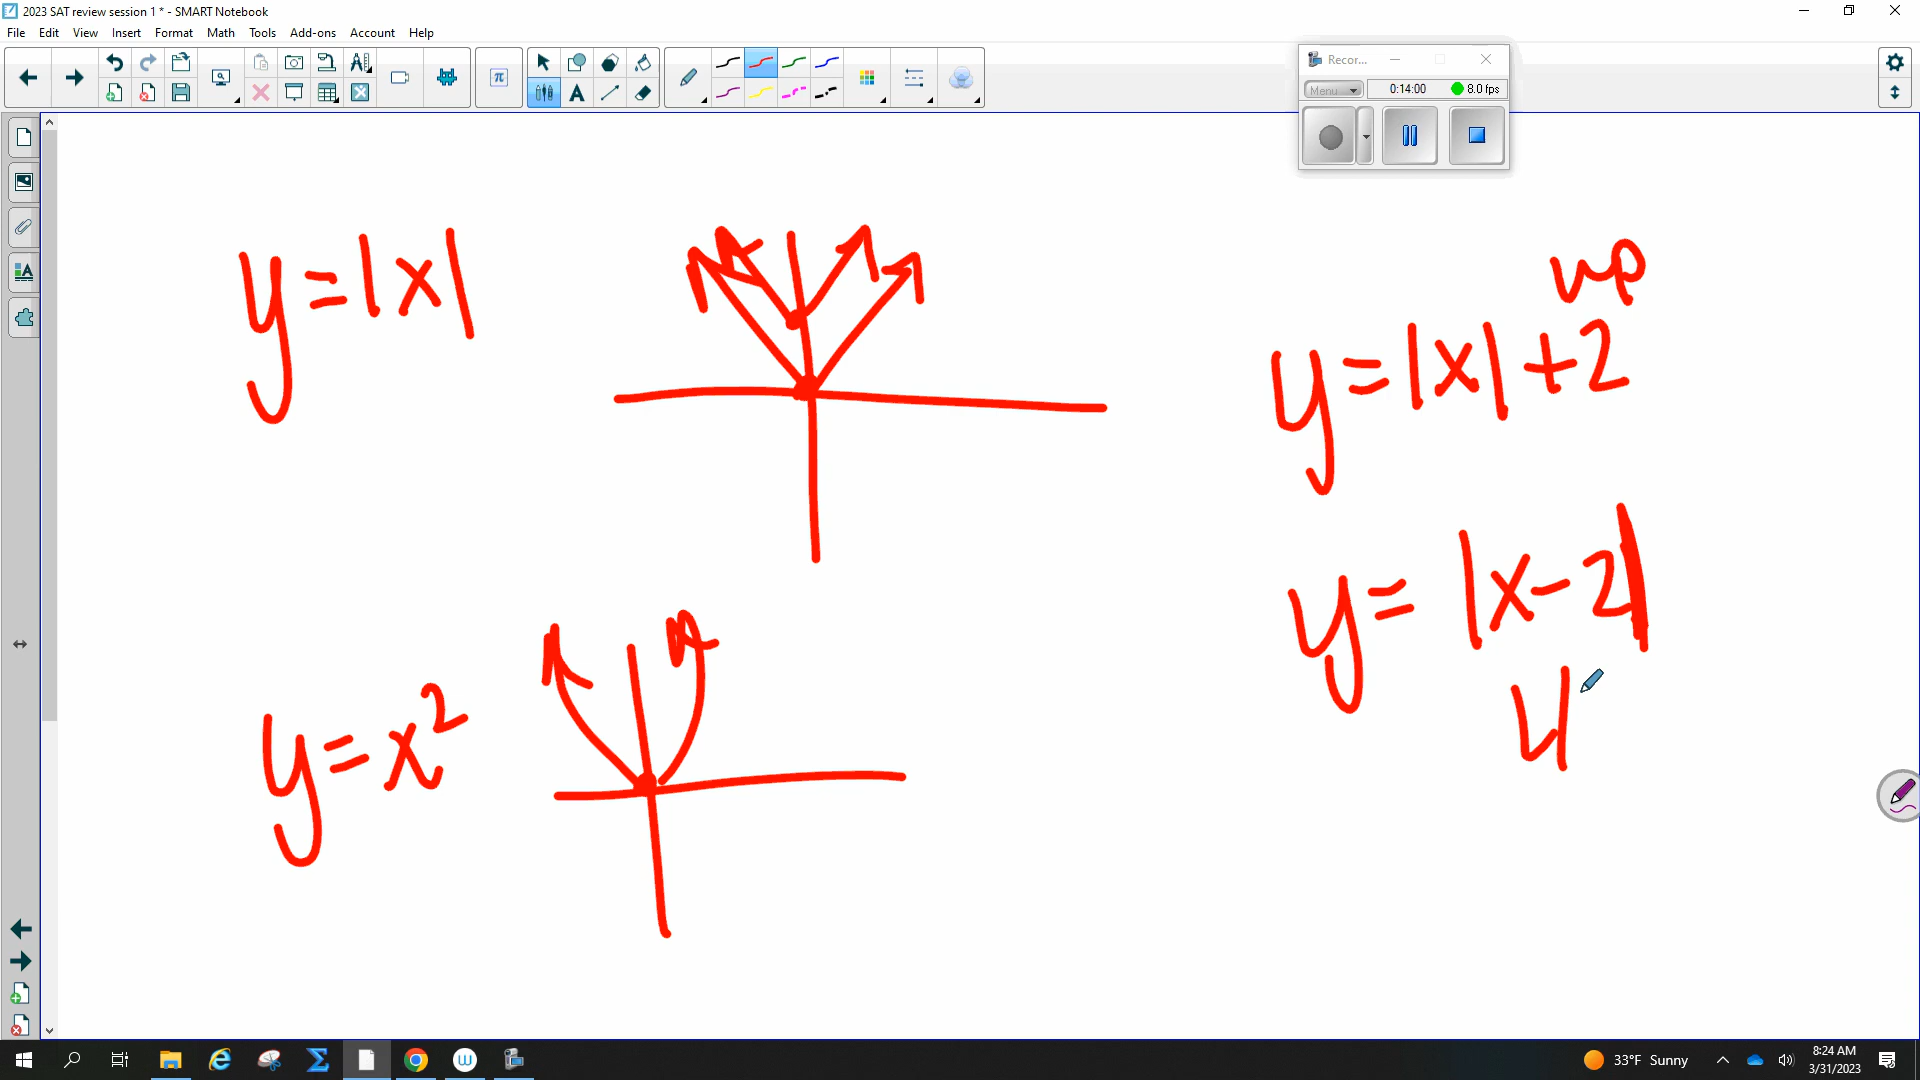 2023 SAT review session 1 * - SMART Notebook
File Edit View Insert Format Math Tools Add-ons Account Help
Recor...
Menu 0:14:00 8.0 fps
π
A
A
y=|x|
up
y=|x|+2
y=|x-2|
y=x²
33°F Sunny
8:24 AM
3/31/2023